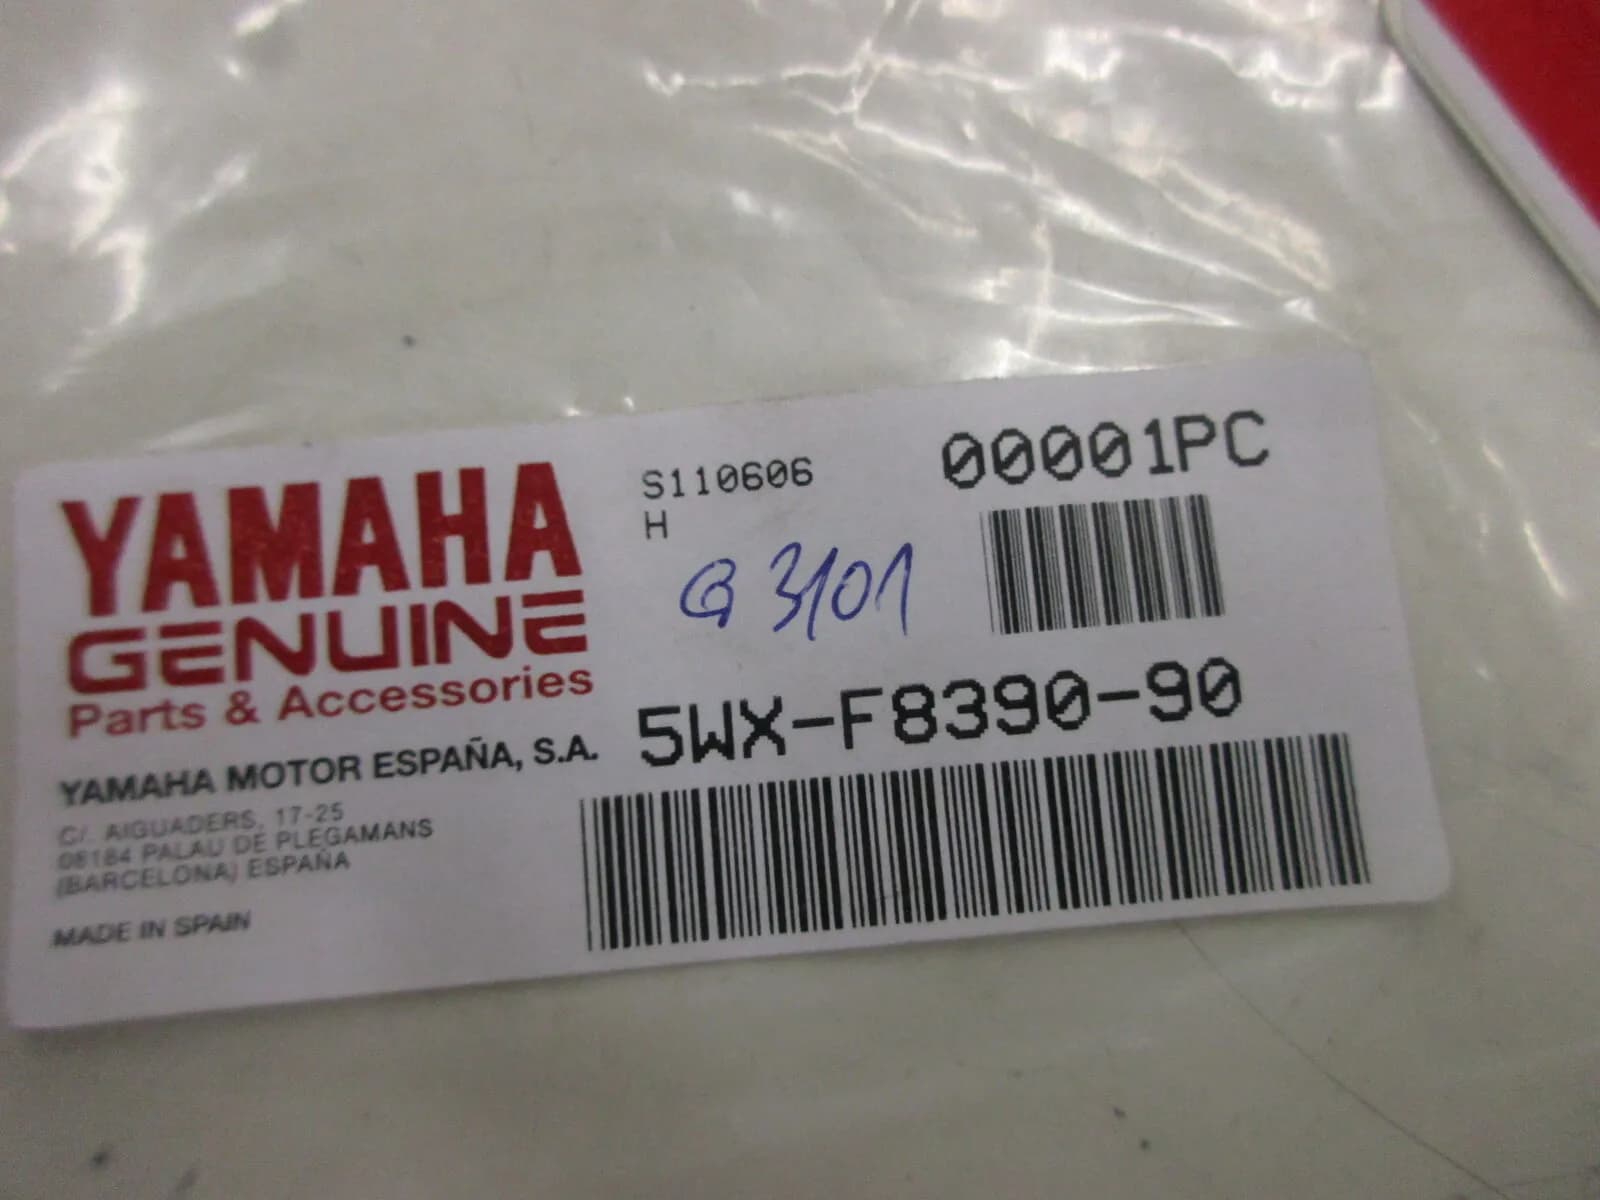 YAMAHA
GENUINE
Parts & Accessories
YAMAHA MOTOR ESPAÑA, S.A.
C/. AIGUADERS, 17-25
08184 PALAU DE PLEGAMANS
(BARCELONA) ESPAÑA
MADE IN SPAIN
S110606
H
00001PC
G 3101
5WX-F8390-90